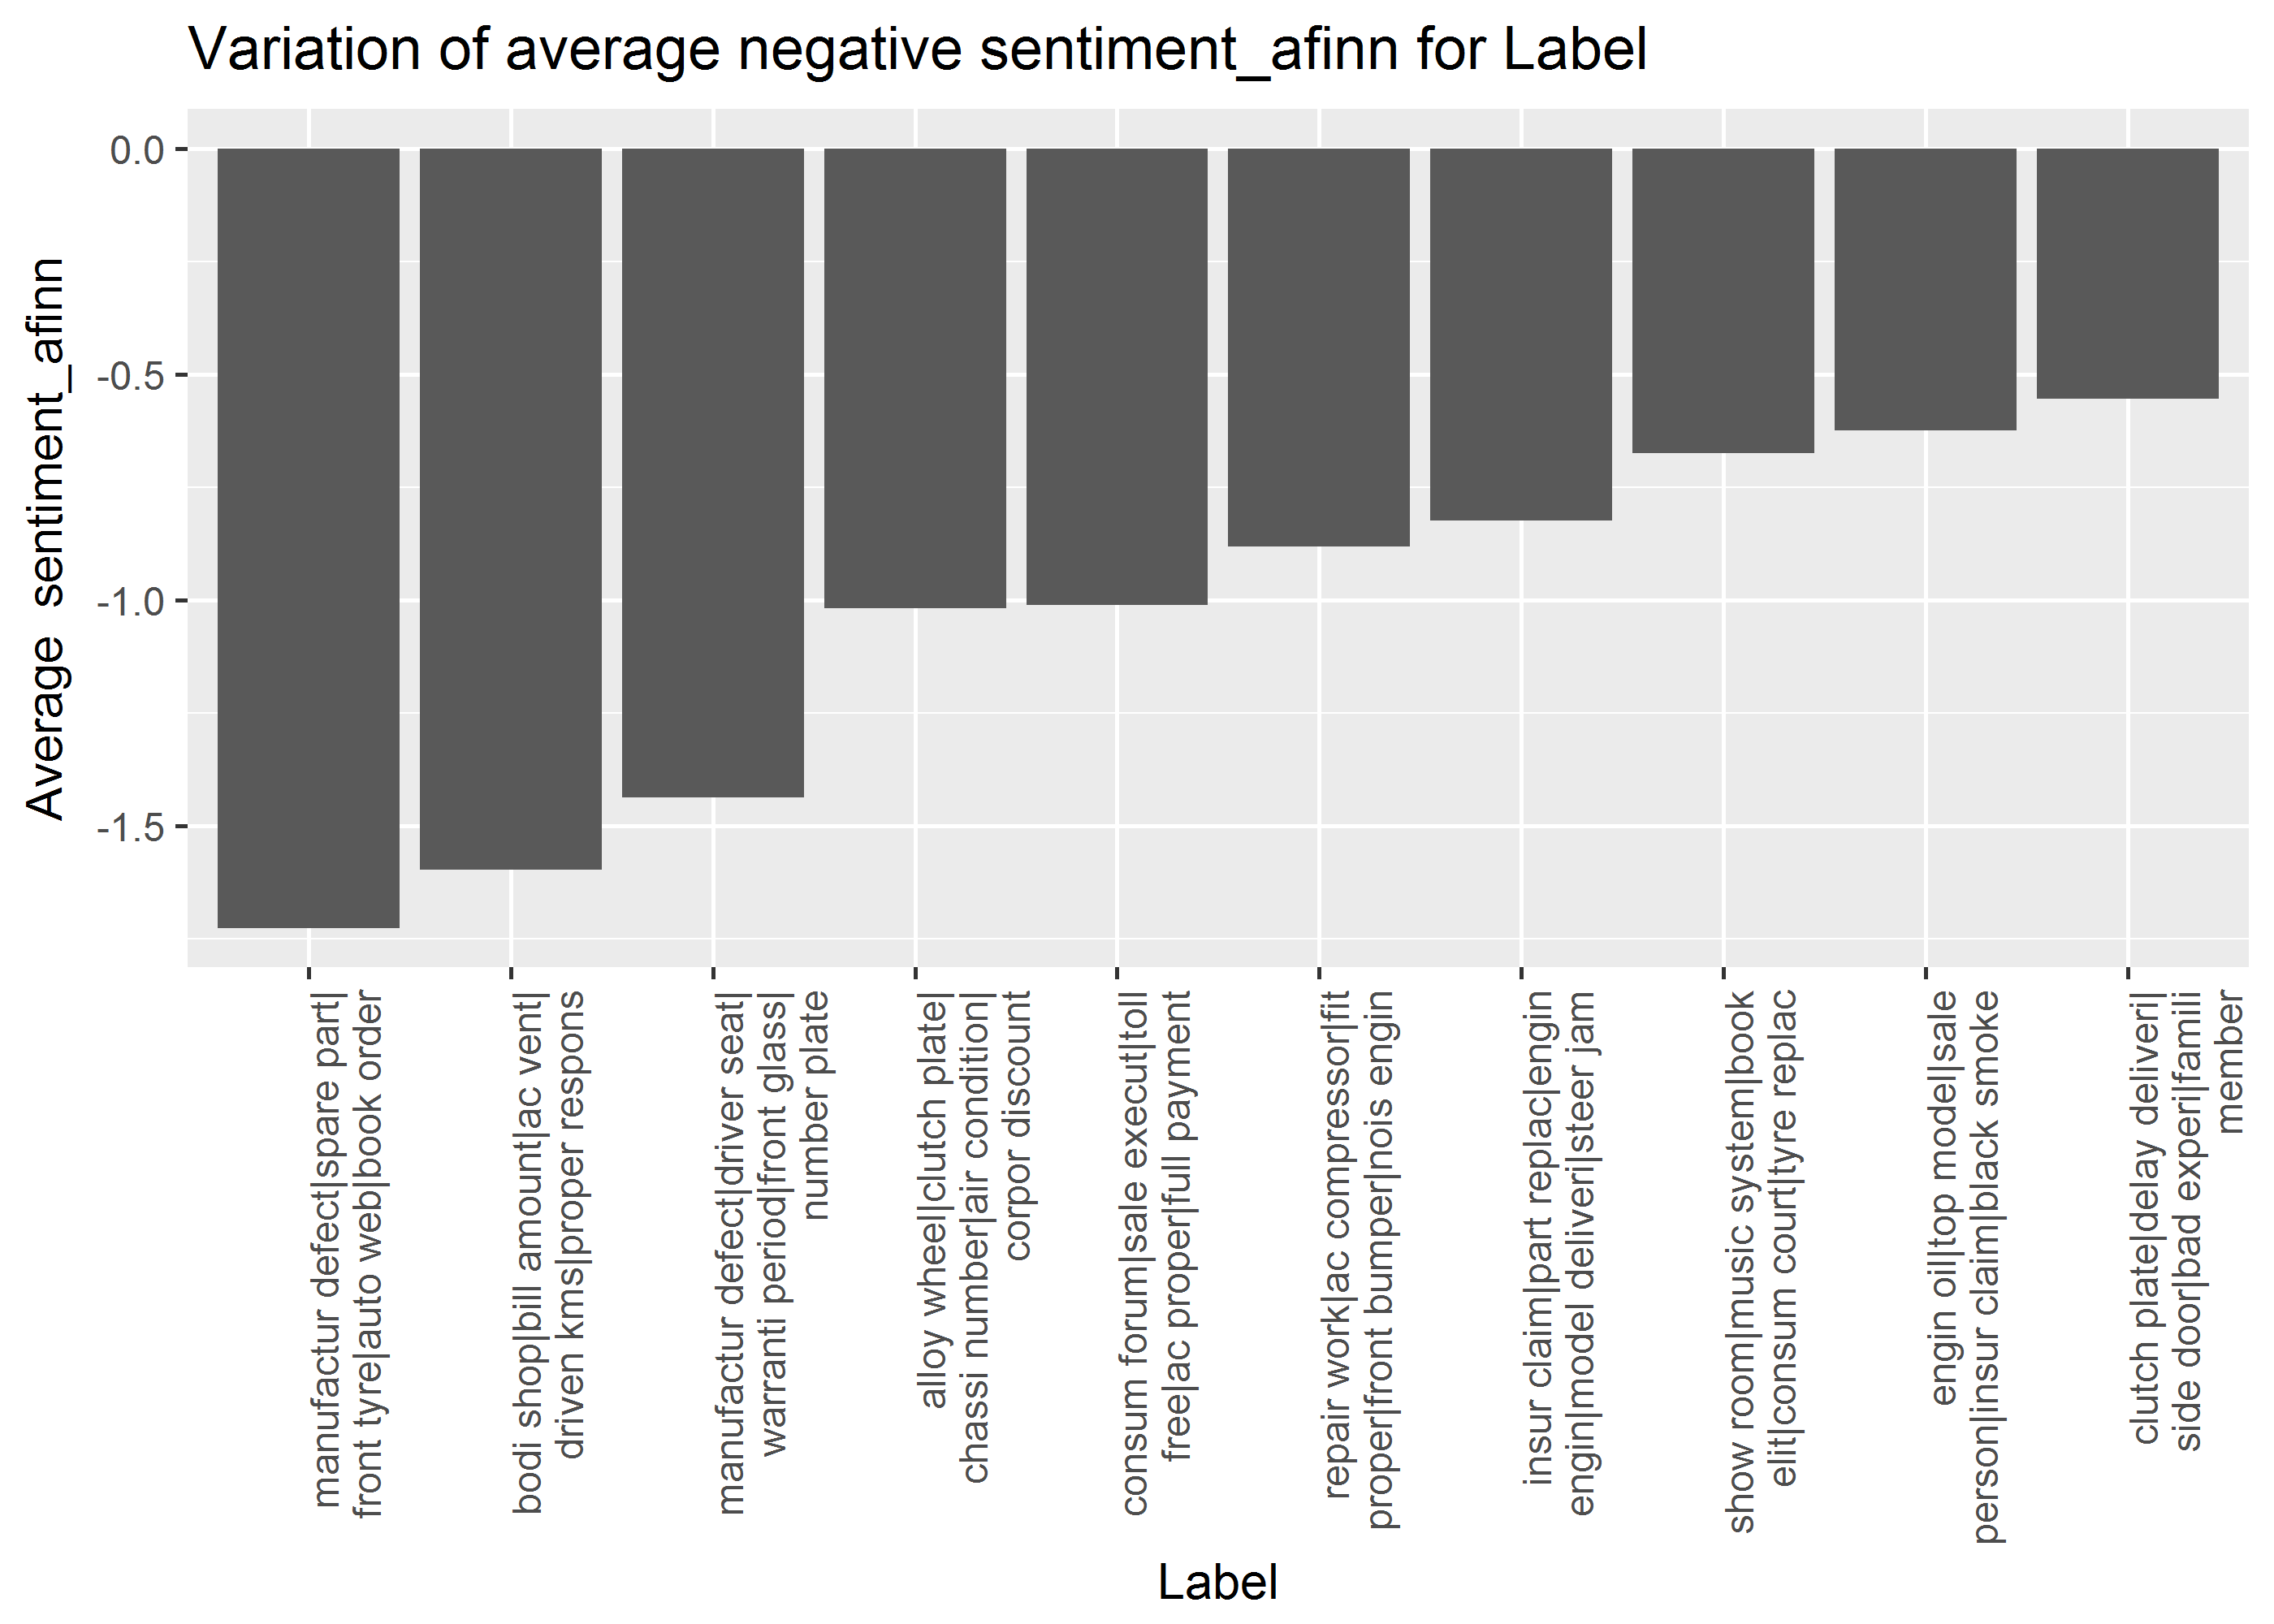 Variation of average negative sentiment_afinn for Label
Average  sentiment_afinn
0.0
-0.5
-1.0
-1.5
manufactur defect|spare part|
front tyre|auto web|book order
bodi shop|bill amount|ac vent|
driven kms|proper respons
manufactur defect|driver seat|
warranti period|front glass|
number plate
alloy wheel|clutch plate|
chassi number|air condition|
corpor discount
consum forum|sale execut|toll
free|ac proper|full payment
repair work|ac compressor|fit
proper|front bumper|nois engin
insur claim|part replac|engin
engin|model deliveri|steer jam
show room|music system|book
elit|consum court|tyre replac
engin oil|top model|sale
person|insur claim|black smoke
clutch plate|delay deliveri|
side door|bad experi|famili
member
Label